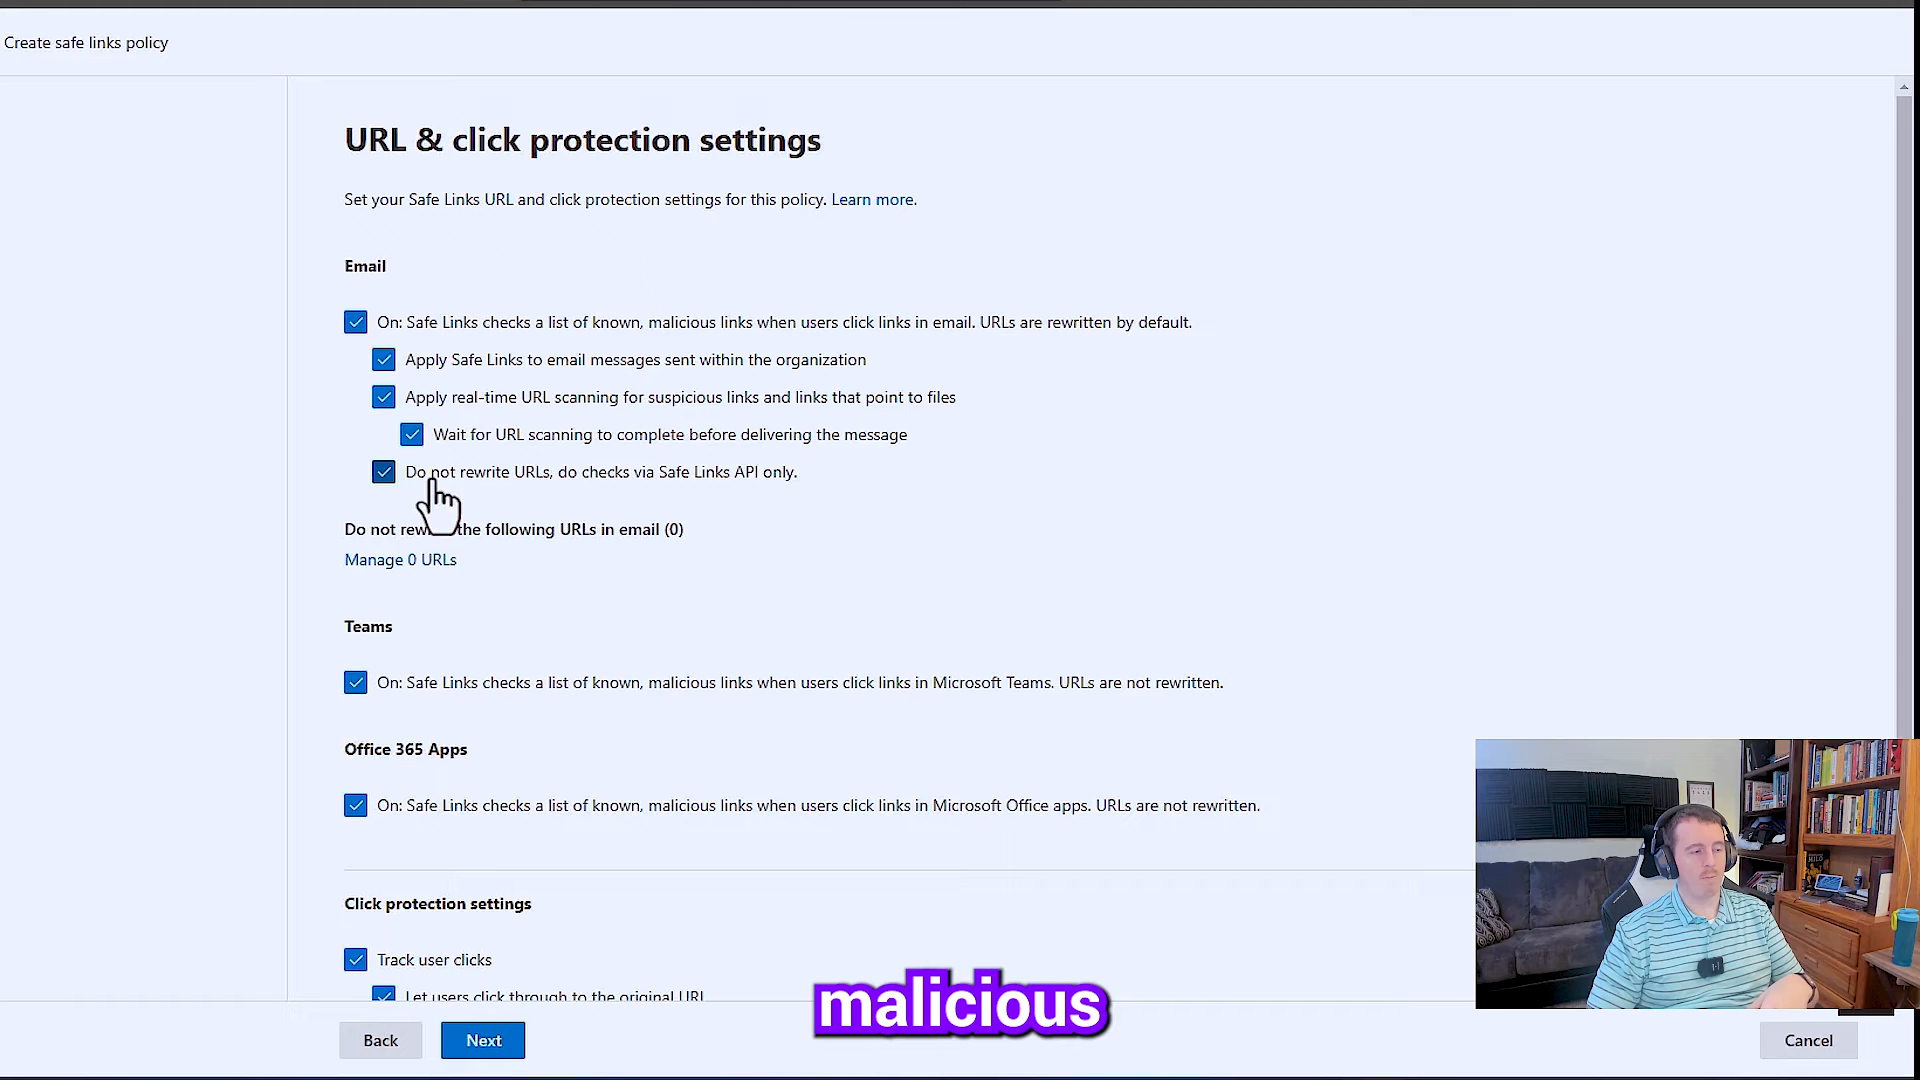 Create safe links policy
URL & click protection settings
Set your Safe Links URL and click protection settings for this policy. Learn more.
Email
On: Safe Links checks a list of known, malicious links when users click links in email. URLs are rewritten by default.
Apply Safe Links to email messages sent within the organization
Apply real-time URL scanning for suspicious links and links that point to files
Wait for URL scanning to complete before delivering the message
Do not rewrite URLs, do checks via Safe Links API only.
Do not the following URLs in email (0)
Manage 0 URLs
Teams
On: Safe Links checks a list of known, malicious links when users click links in Microsoft Teams. URLs are not rewritten.
Office 365 Apps
On: Safe Links checks a list of known, malicious links when users click links in Microsoft Office apps. URLs are not rewritten.
Click protection settings
Track user clicks
Let users click through to the original URL
malicious
Back
Next
Cancel